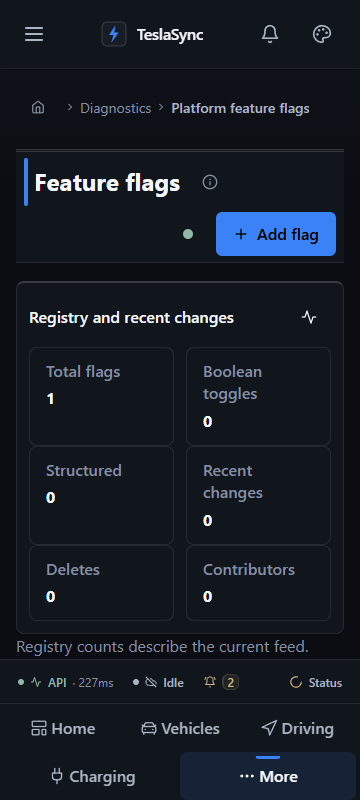 TeslaSync
Diagnostics
Platform feature flags
Feature flags
+ Add flag
Registry and recent changes
Total flags
1
Boolean
toggles
0
Structured
0
Recent
changes
0
Deletes
0
Contributors
0
Registry counts describe the current feed.
API · 227ms
Idle
2
Status
Home
Vehicles
Driving
Charging
More